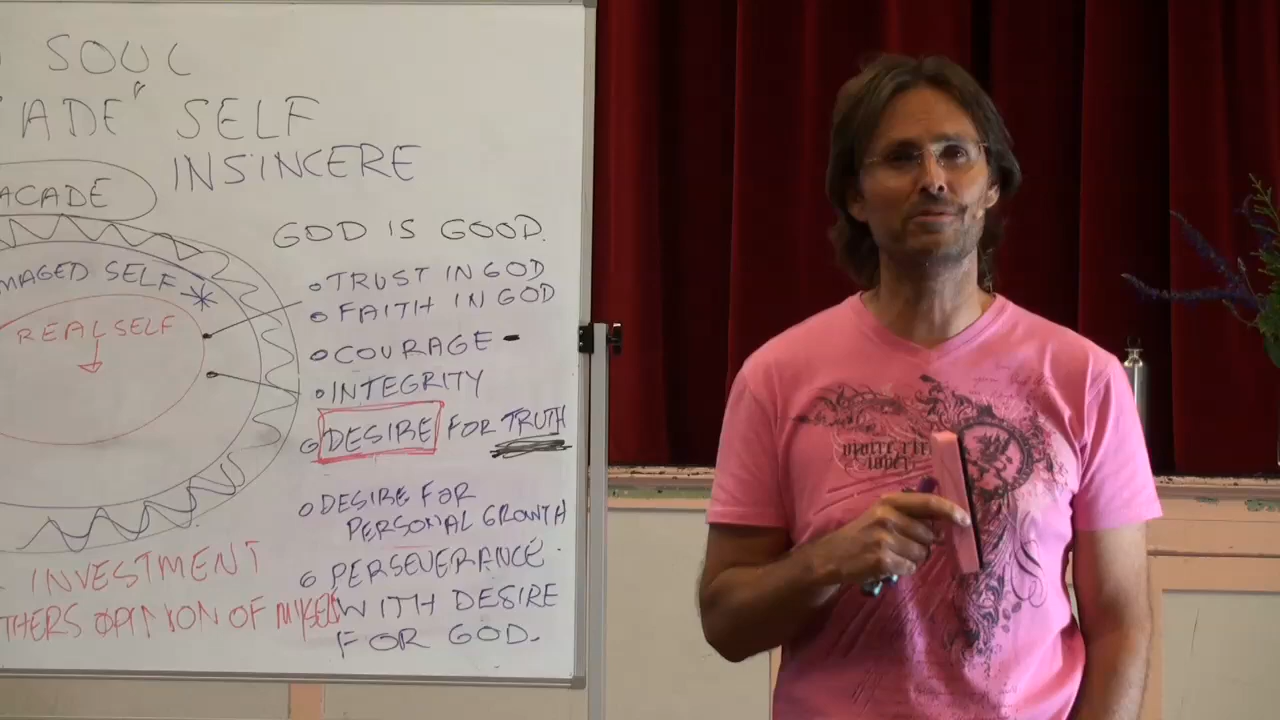 SOUL
"ADE" SELF
INSINCERE
ACADE
GOD IS GOOD.
MAGED SELF
REAL SELF
o TRUST IN GOD
o FAITH IN GOD
o COURAGE -
o INTEGRITY
o DESIRE FOR TRUTH
o DESIRE FOR
PERSONAL GROWTH
o PERSEVERANCE
WITH DESIRE
FOR GOD.
INVESTMENT
THERS OPINION OF MYSELF